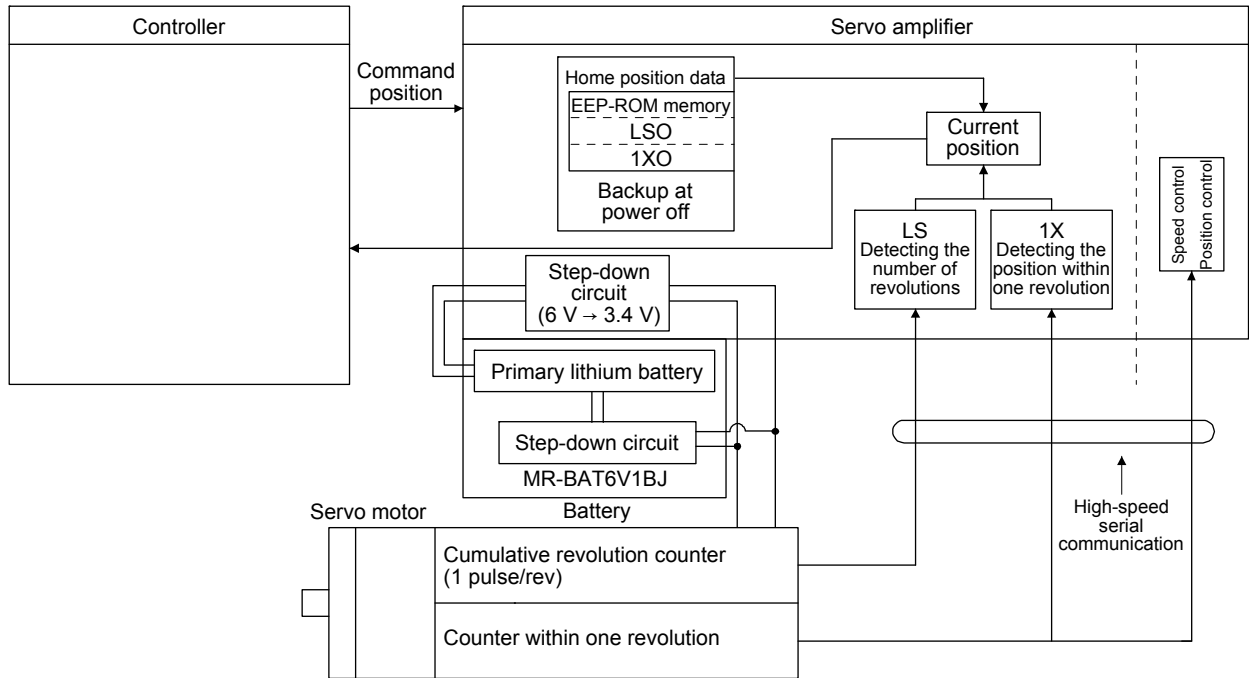 Controller
Servo amplifier
Command
position
Home position data
EEP-ROM memory
LSO
1XO
Backup at
power off
Current
position
Speed control
Position control
LS
Detecting the
number of
revolutions
1X
Detecting the
position within
one revolution
Step-down
circuit
(6 V → 3.4 V)
Primary lithium battery
Step-down circuit
MR-BAT6V1BJ
Battery
Servo motor
High-speed
serial
communication
Cumulative revolution counter
(1 pulse/rev)
Counter within one revolution